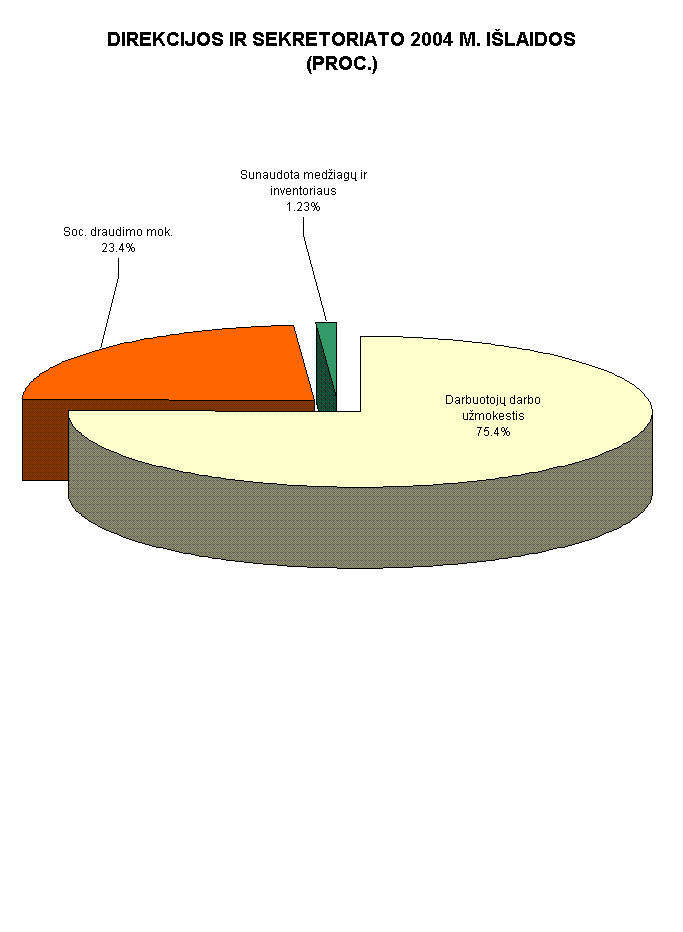 DIREKCIJOS IR SEKRETORIATO 2004 M. IŠLAIDOS
(PROC.)
Sunaudota medžiagų ir
inventoriaus
1.23%
Soc. draudimo mok.
23.4%
Darbuotojų darbo
užmokestis
75.4%